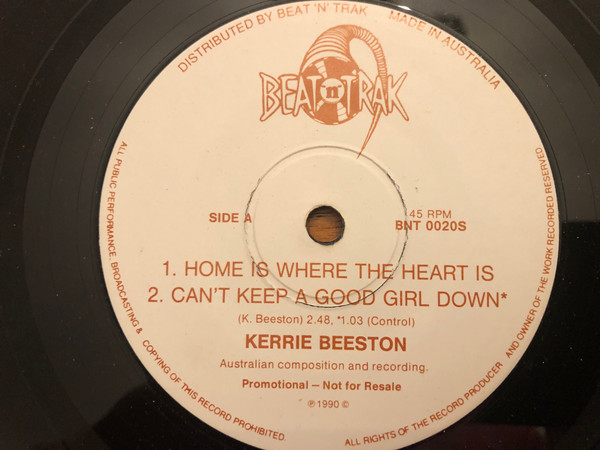 DISTRIBUTED BY BEAT 'N' TRAK
MADE IN AUSTRALIA
BEAT N TRAK
SIDE A
45 RPM
BNT 0020S
1. HOME IS WHERE THE HEART IS
2. CAN'T KEEP A GOOD GIRL DOWN*
(K. Beeston) 2.48, *1.03 (Control)
KERRIE BEESTON
Australian composition and recording.
Promotional — Not for Resale
℗ 1990 ©
ALL PUBLIC PERFORMANCE, BROADCASTING & COPYING OF THIS RECORD PROHIBITED.
ALL RIGHTS OF THE RECORD PRODUCER AND OWNER OF THE WORK RECORDED RESERVED